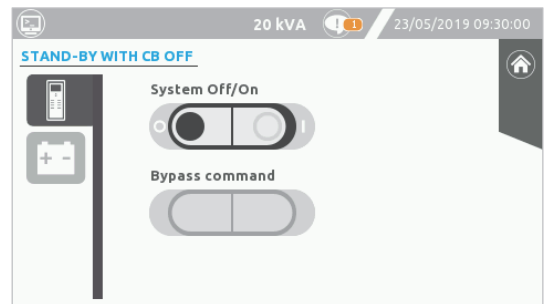 20 kVA ! 1 23/05/2019 09:30:00
STAND-BY WITH CB OFF
System Off/On
O I
+ -
Bypass command